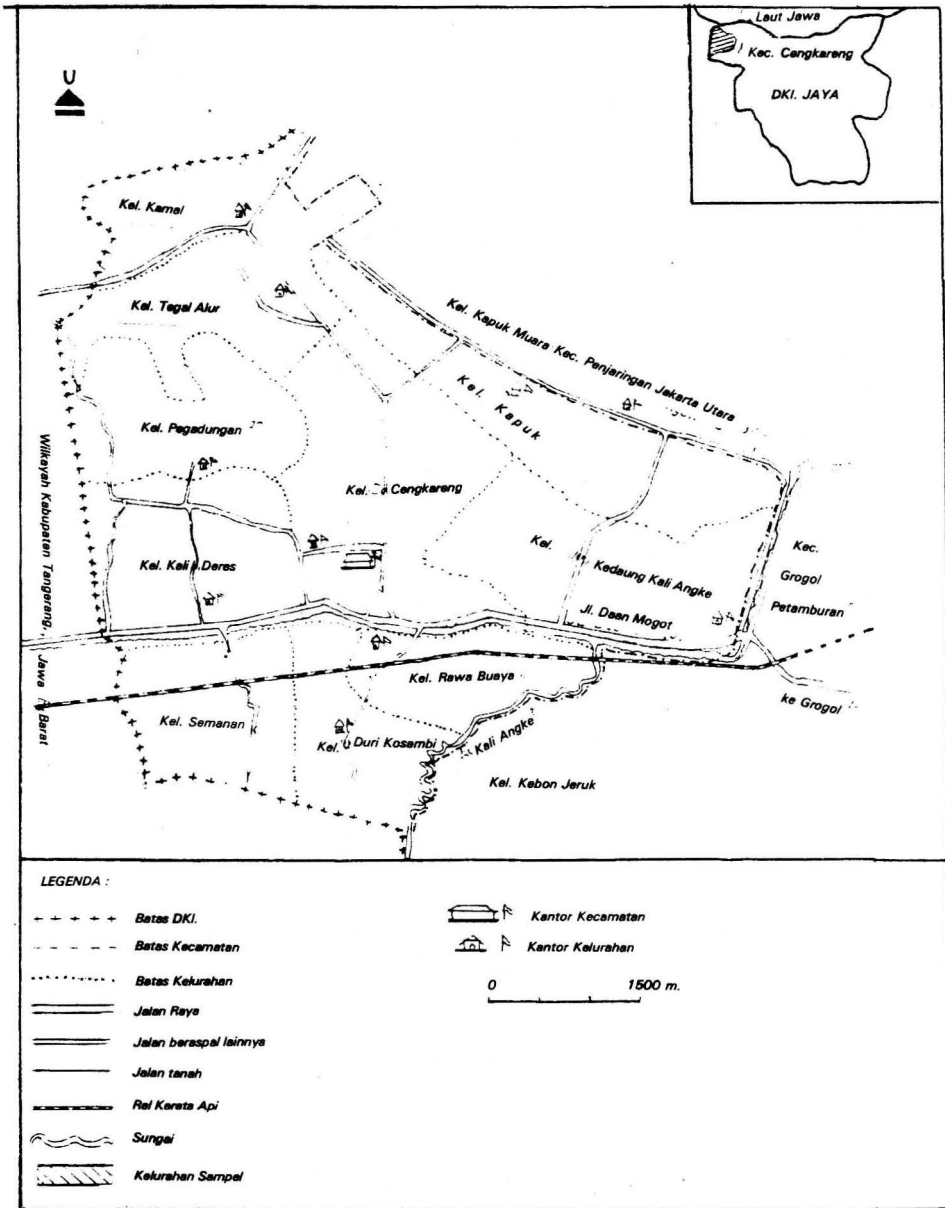 Laut Jawa
Kec. Cengkareng
DKI. JAYA
U
Kel. Kamal
Kel. Tegal Alur
Kel. Kapuk Muara Kec. Penjaringan Jakarta Utara
Kel. Kapuk
Kel. Pegadungan
Kel. Cengkareng
Wilkayah Kabupaten Tangerang, Jawa Barat
Kel. Kali Deres
Kel. Kedaung Kali Angke
Kec. Grogol Petamburan
Jl. Daan Mogot
Kel. Rawa Buaya
ke Grogol
Kel. Semanan
Kel. Duri Kosambi
Kali Angke
Kel. Kebon Jeruk
LEGENDA :
Batas DKI.
Batas Kecamatan
Batas Kelurahan
Jalan Raya
Jalan beraspal lainnya
Jalan tanah
Rel Kereta Api
Sungai
Kelurahan Sampel
Kantor Kecamatan
Kantor Kelurahan
0 1500 m.